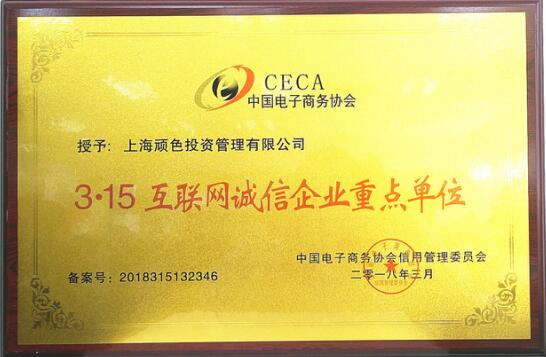 CECA
中国电子商务协会
授予: 上海顽色投资管理有限公司
3·15 互联网诚信企业重点单位
中国电子商务协会信用管理委员会
二零一八年三月
备案号: 2018315132346